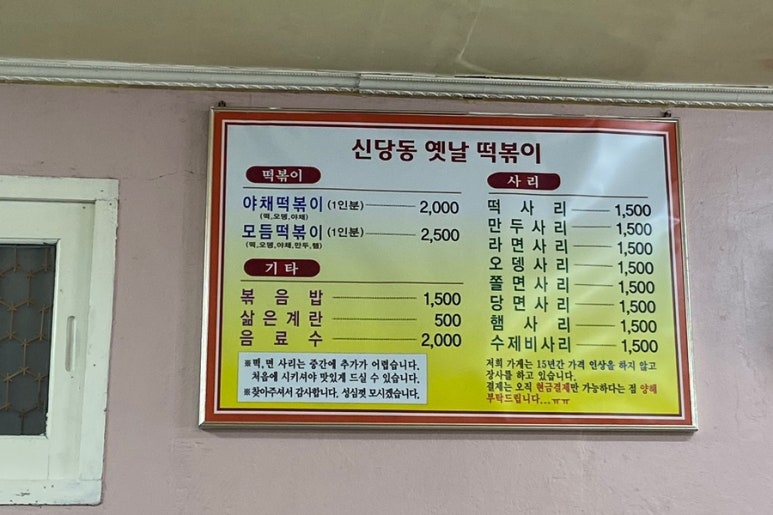 신당동 옛날 떡볶이
떡볶이
야채떡볶이 (1인분) 2,000
(떡,오뎅,야채)
모듬떡볶이 (1인분) 2,500
(떡,오뎅,야채,만두,햄)
기타
볶음밥 1,500
삶은계란 500
음료수 2,000
※떡,면 사리는 중간에 추가가 어렵습니다.
처음에 시키셔야 맛있게 드실 수 있습니다.
※찾아주셔서 감사합니다. 성심껏 모시겠습니다.
사리
떡사리 1,500
만두사리 1,500
라면사리 1,500
오뎅사리 1,500
쫄면사리 1,500
당면사리 1,500
햄사리 1,500
수제비사리 1,500
저희 가게는 15년간 가격 인상을 하지 않고
장사를 하고 있습니다.
결제는 오직 현금결제만 가능하다는 점 양해
부탁드립니다...ㅠㅠ